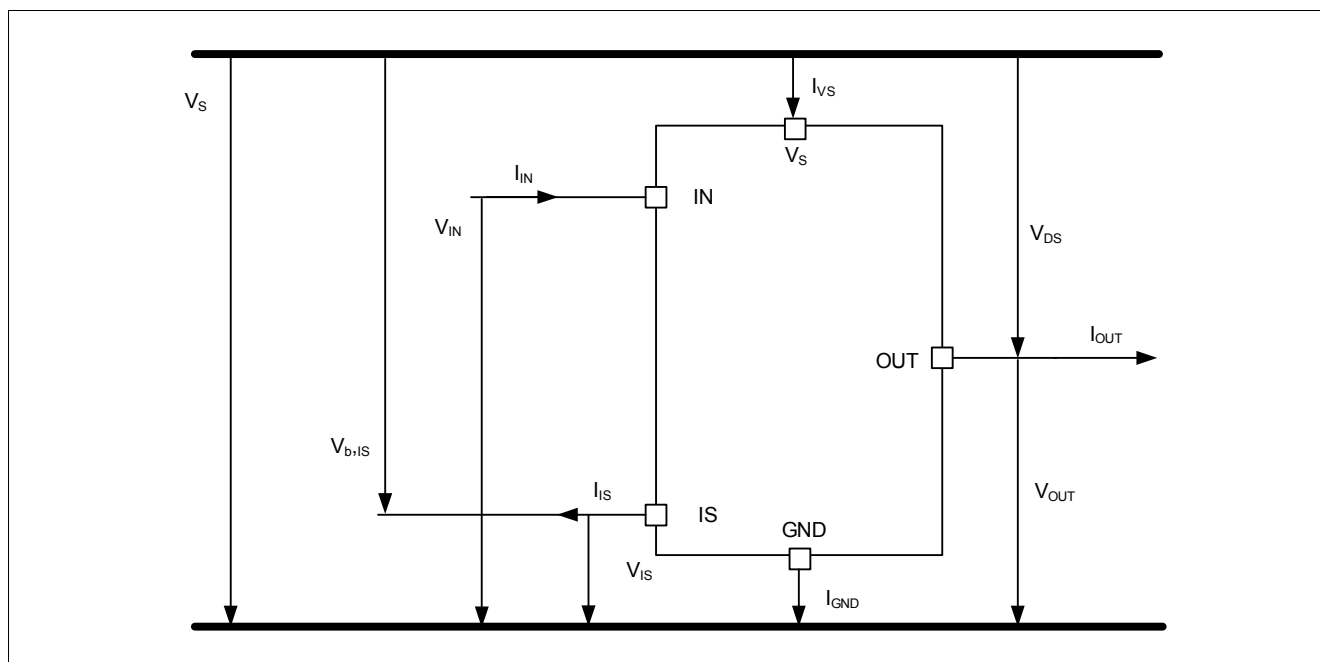 V_S
I_VS
V_S
I_IN
IN
V_IN
V_DS
I_OUT
OUT
V_b,IS
I_IS
IS
V_OUT
GND
V_IS
I_GND